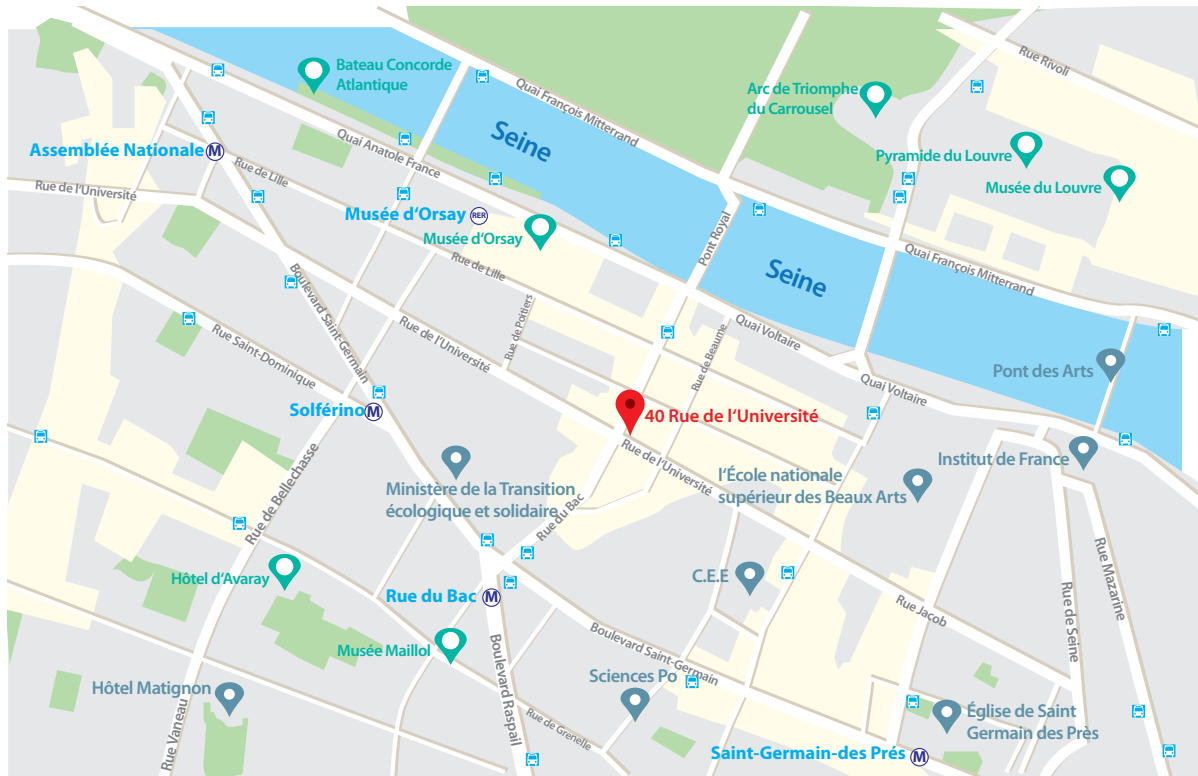 Bateau Concorde
Atlantique
Rue Rivoli
Arc de Triomphe
du Carrousel
Quai François Mitterrand
Seine
Quai Anatole France
Assemblée Nationale
M
Rue de Lille
Pyramide du Louvre
Musée du Louvre
Rue de l'Université
Musée d'Orsay
RER
Musée d'Orsay
Pont Royal
Rue de Lille
Seine
Quai François Mitterrand
Boulevard Saint-Germain
Rue de Poitiers
Rue de l'Université
Rue de Beaume
Quai Voltaire
Rue Saint-Dominique
Pont des Arts
Quai Voltaire
Solférino
M
40 Rue de l'Université
Rue de l'Université
Institut de France
l'École nationale
supérieur des Beaux Arts
Rue de Bellechasse
Ministère de la Transition
écologique et solidaire
Rue du Bac
Hôtel d'Avaray
C.E.E
Rue Mazarine
Rue du Bac
M
Rue Jacob
Rue de Seine
Boulevard Saint-Germain
Musée Maillol
Boulevard Raspail
Sciences Po
Hôtel Matignon
Rue Vaneau
Rue de Grenelle
Église de Saint
Germain des Près
Saint-Germain-des Prés
M